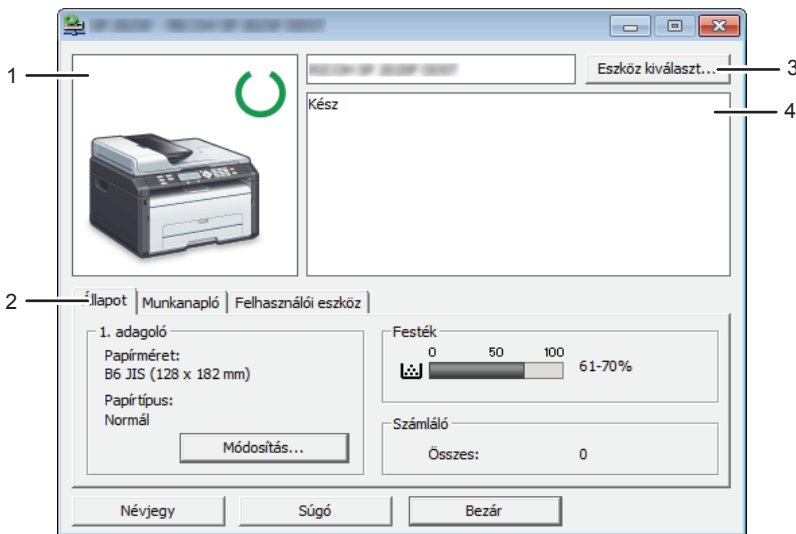 1
Eszköz kiválaszt...
3
Kész
4
2
Állapot
Munkanapló
Felhasználói eszköz
1. adagoló
Papírméret:
B6 JIS (128 x 182 mm)
Papírtípus:
Normál
Módosítás...
Festék
0 50 100
61-70%
Számláló
Összes: 0
Névjegy
Súgó
Bezár